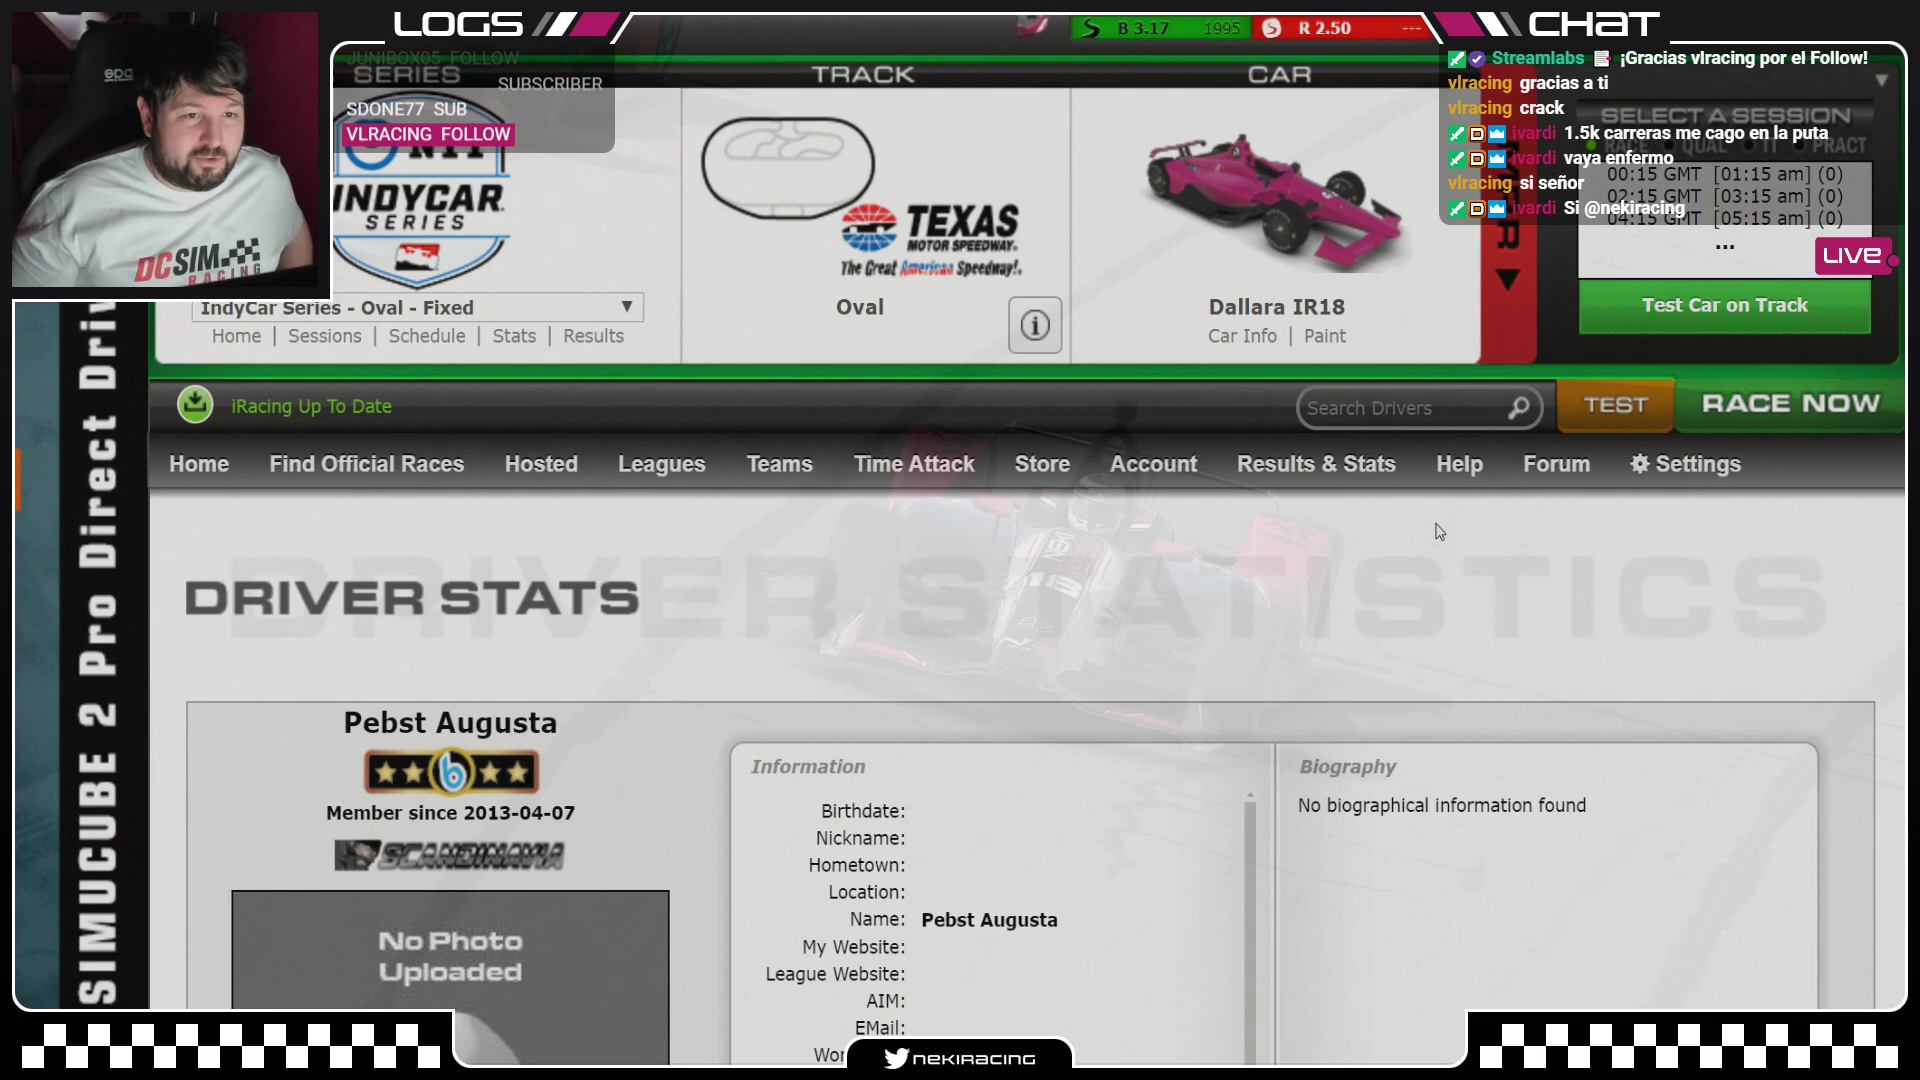 LOGS
JUNIBOX05 FOLLOW
SUBSCRIBER
SDONE77 SUB
VLRACING FOLLOW
epc
DCSIM
RACING
B 3.17 1995
R 2.50 ---
SERIES
TRACK
CAR
NTT
INDYCAR
SERIES
IndyCar Series - Oval - Fixed
Home | Sessions | Schedule | Stats | Results
TEXAS
MOTOR SPEEDWAY
The Great American Speedway!
Oval
Dallara IR18
Car Info | Paint
CHAT
Streamlabs ¡Gracias vlracing por el Follow!
vlracing gracias a ti
vlracing crack
ivardi 1.5k carreras me cago en la puta
ivardi vaya enfermo
vlracing si señor
ivardi Si @nekiracing
SELECT A SESSION
RACE QUAL TT PRACT
00:15 GMT [01:15 am] (0)
02:15 GMT [03:15 am] (0)
04:15 GMT [05:15 am] (0)
...
LIVE
Test Car on Track
iRacing Up To Date
Search Drivers
TEST
RACE NOW
Home
Find Official Races
Hosted
Leagues
Teams
Time Attack
Store
Account
Results & Stats
Help
Forum
Settings
DRIVER STATISTICS
DRIVER STATS
Pebst Augusta
Member since 2013-04-07
SCANDINAVIA
No Photo
Uploaded
Information
Birthdate:
Nickname:
Hometown:
Location:
Name: Pebst Augusta
My Website:
League Website:
AIM:
EMail:
Biography
No biographical information found
SIMUCUBE 2 Pro Direct Driv
nekiracing